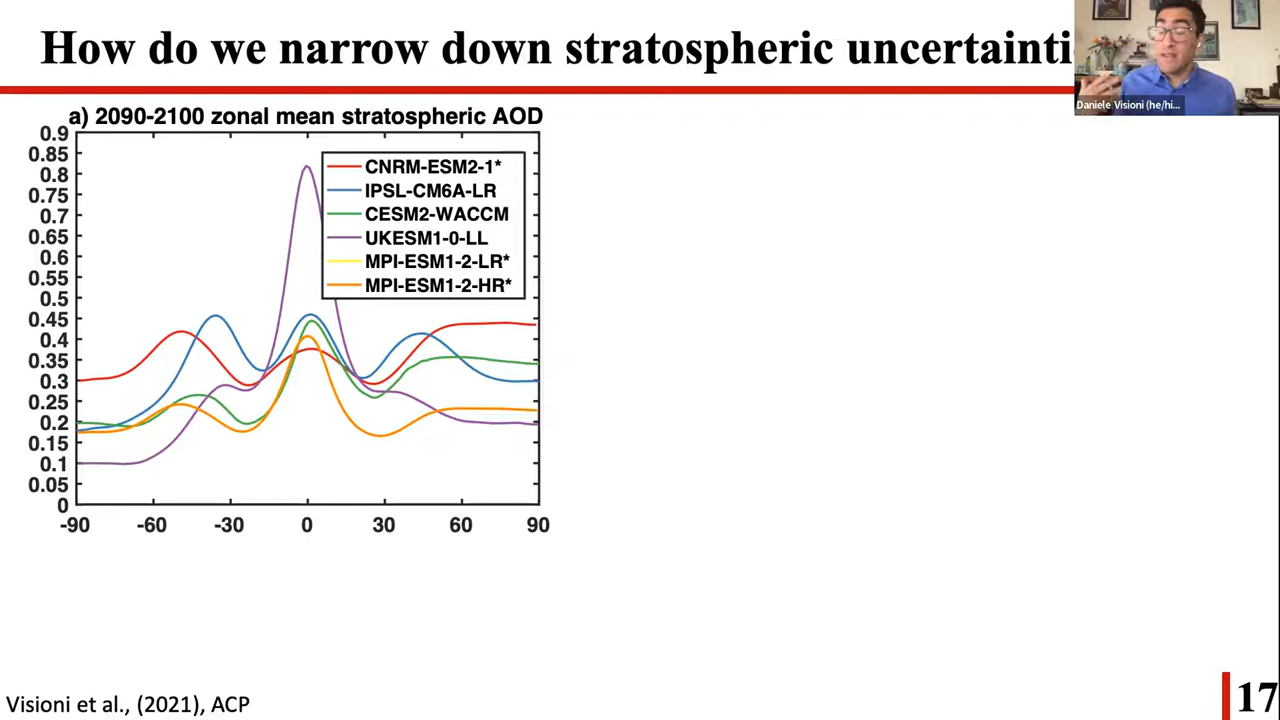 How do we narrow down stratospheric uncertainti
Daniele Visioni (he/hi...
a) 2090-2100 zonal mean stratospheric AOD
0.9
0.85
0.8
0.75
0.7
0.65
0.6
0.55
0.5
0.45
0.4
0.35
0.3
0.25
0.2
0.15
0.1
0.05
0
CNRM-ESM2-1*
IPSL-CM6A-LR
CESM2-WACCM
UKESM1-0-LL
MPI-ESM1-2-LR*
MPI-ESM1-2-HR*
-90 -60 -30 0 30 60 90
Visioni et al., (2021), ACP
17